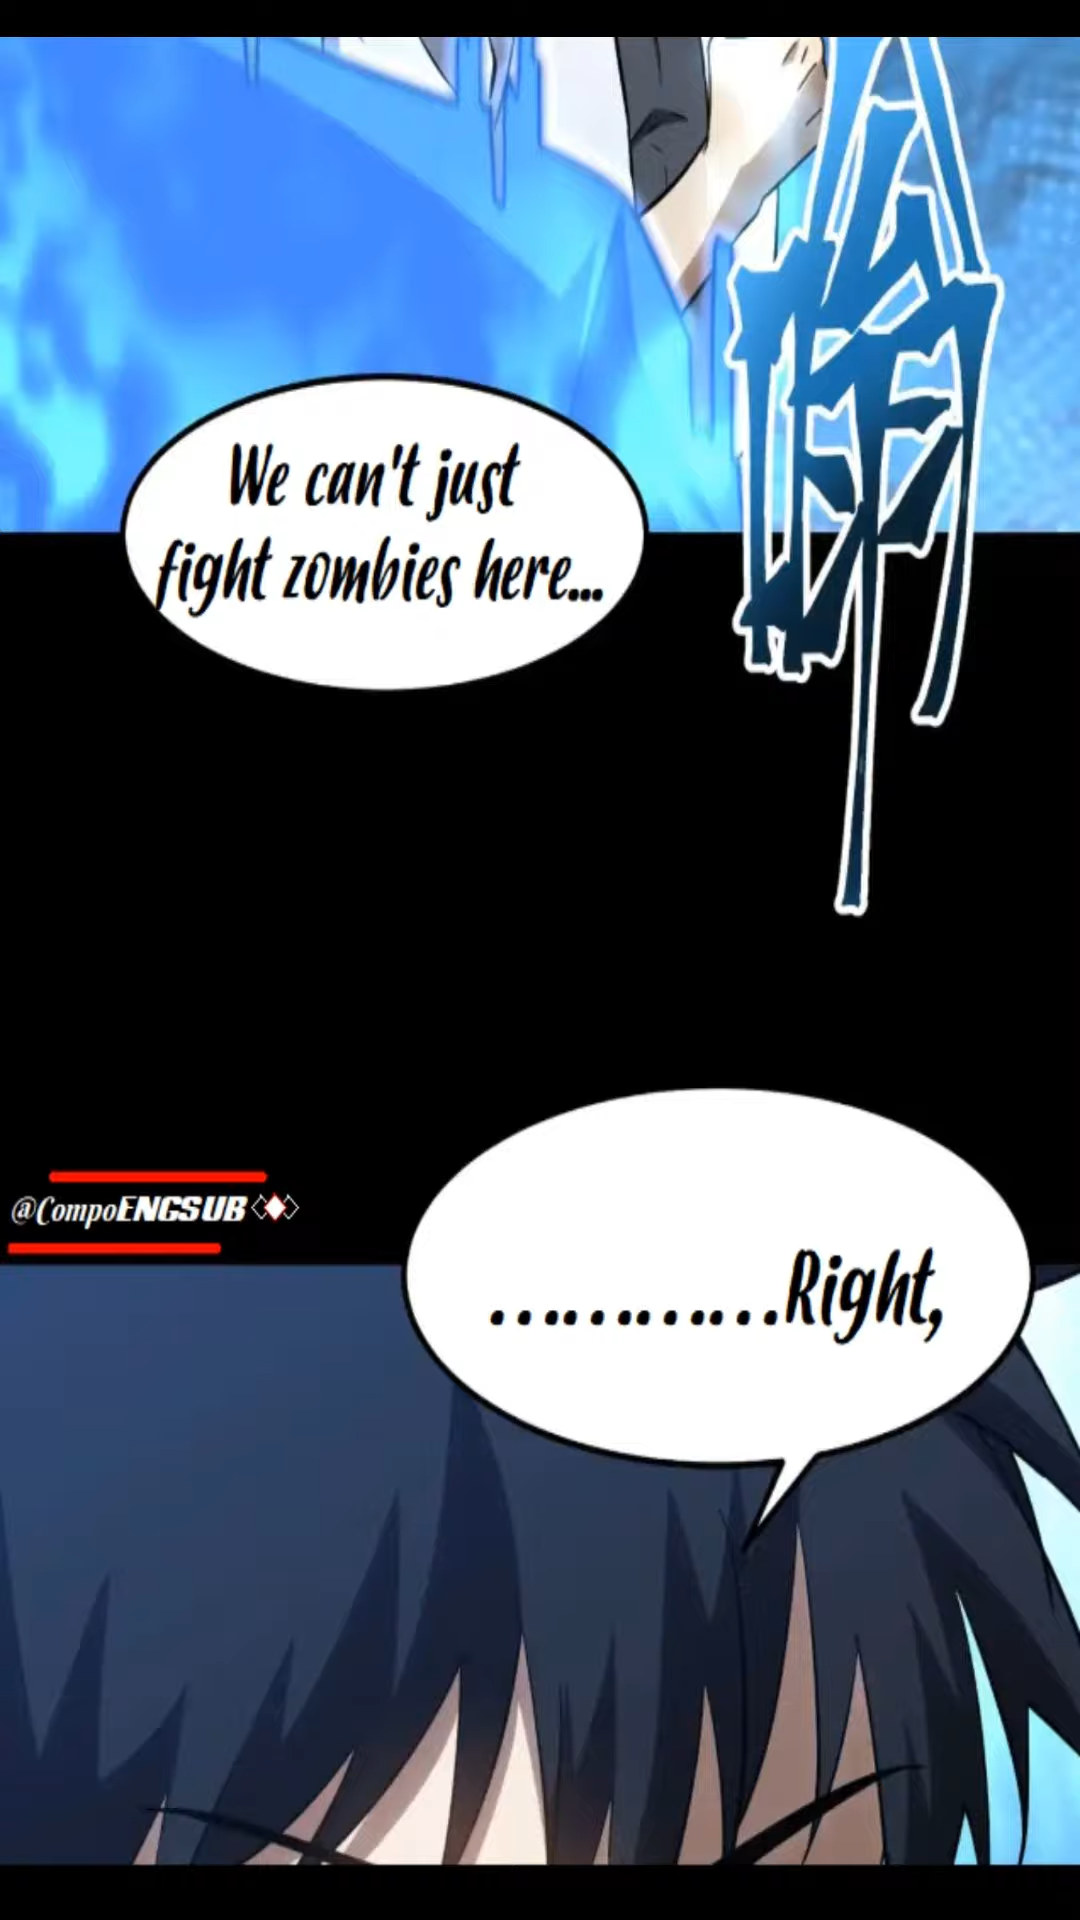 We can't just
fight zombies here...
@CompoENGSUB
.............Right,